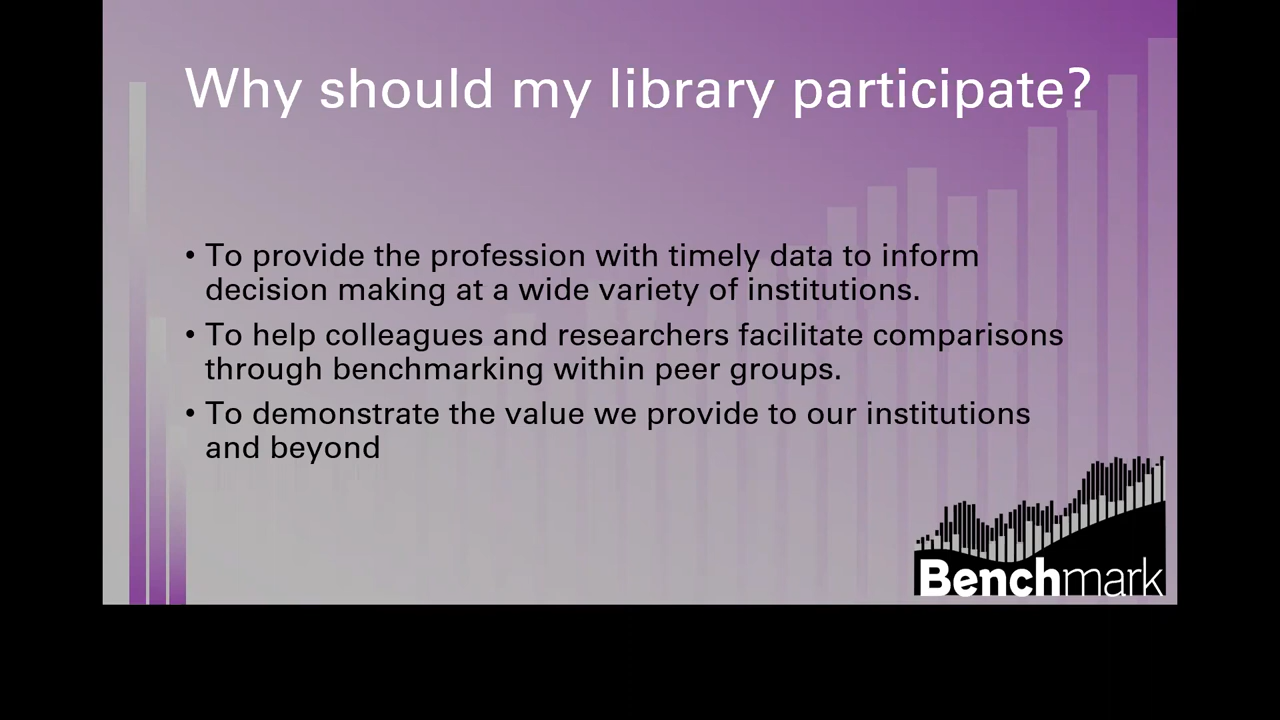 Why should my library participate?
• To provide the profession with timely data to inform
decision making at a wide variety of institutions.
• To help colleagues and researchers facilitate comparisons
through benchmarking within peer groups.
• To demonstrate the value we provide to our institutions
and beyond
Benchmark